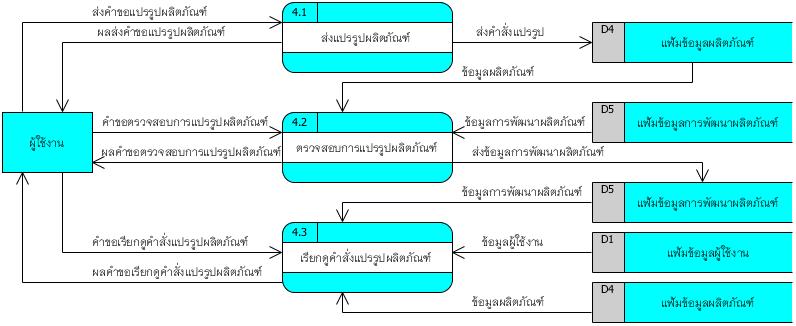 ส่งคำขอแปรรูปผลิตภัณฑ์
4.1
ผลส่งคำขอแปรรูปผลิตภัณฑ์
ส่งแปรรูปผลิตภัณฑ์
ส่งคำสั่งแปรรูป
D4
แฟ้มข้อมูลผลิตภัณฑ์
ข้อมูลผลิตภัณฑ์
ผู้ใช้งาน
คำขอตรวจสอบการแปรรูปผลิตภัณฑ์
4.2
ข้อมูลการพัฒนาผลิตภัณฑ์
D5
แฟ้มข้อมูลการพัฒนาผลิตภัณฑ์
ผลคำขอตรวจสอบการแปรรูปผลิตภัณฑ์
ตรวจสอบการแปรรูปผลิตภัณฑ์
ส่งข้อมูลการพัฒนาผลิตภัณฑ์
ข้อมูลการพัฒนาผลิตภัณฑ์
D5
แฟ้มข้อมูลการพัฒนาผลิตภัณฑ์
4.3
คำขอเรียกดูคำสั่งแปรรูปผลิตภัณฑ์
เรียกดูคำสั่งแปรรูปผลิตภัณฑ์
ข้อมูลผู้ใช้งาน
D1
แฟ้มข้อมูลผู้ใช้งาน
ผลคำขอเรียกดูคำสั่งแปรรูปผลิตภัณฑ์
ข้อมูลผลิตภัณฑ์
D4
แฟ้มข้อมูลผลิตภัณฑ์